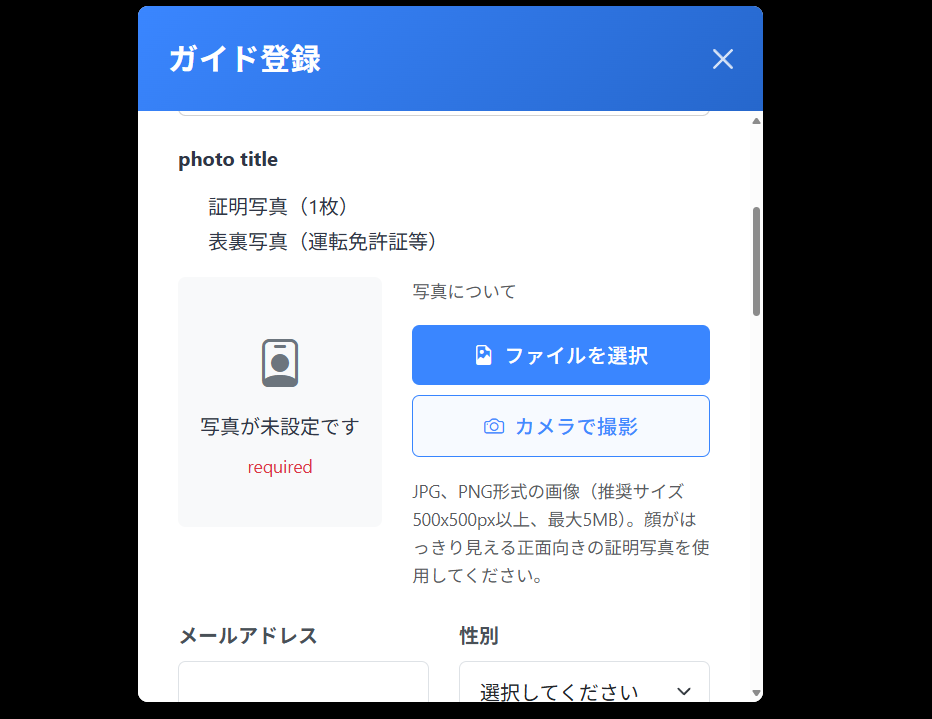 ガイド登録
photo title
証明写真（1枚）
表裏写真（運転免許証等）
写真について
ファイルを選択
カメラで撮影
写真が未設定です
required
JPG、PNG形式の画像（推奨サイズ
500x500px以上、最大5MB）。顔がは
っきり見える正面向きの証明写真を使
用してください。
メールアドレス
性別
選択してください